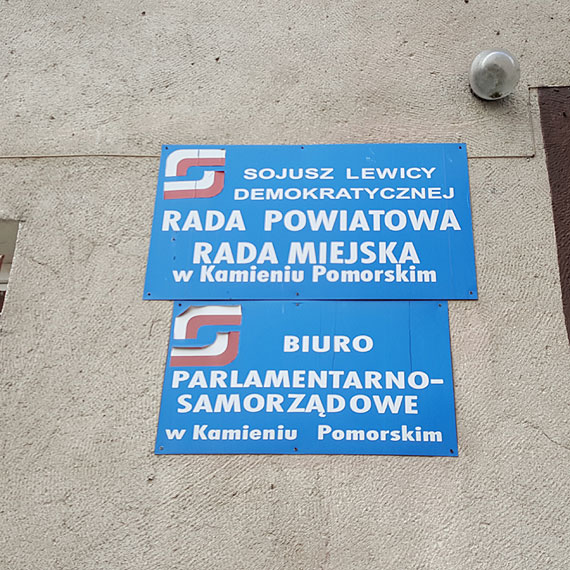 SOJUSZ LEWICY
DEMOKRATYCZNEJ
RADA POWIATOWA
RADA MIEJSKA
w Kamieniu Pomorskim
BIURO
PARLAMENTARNO-
SAMORZĄDOWE
w Kamieniu Pomorskim